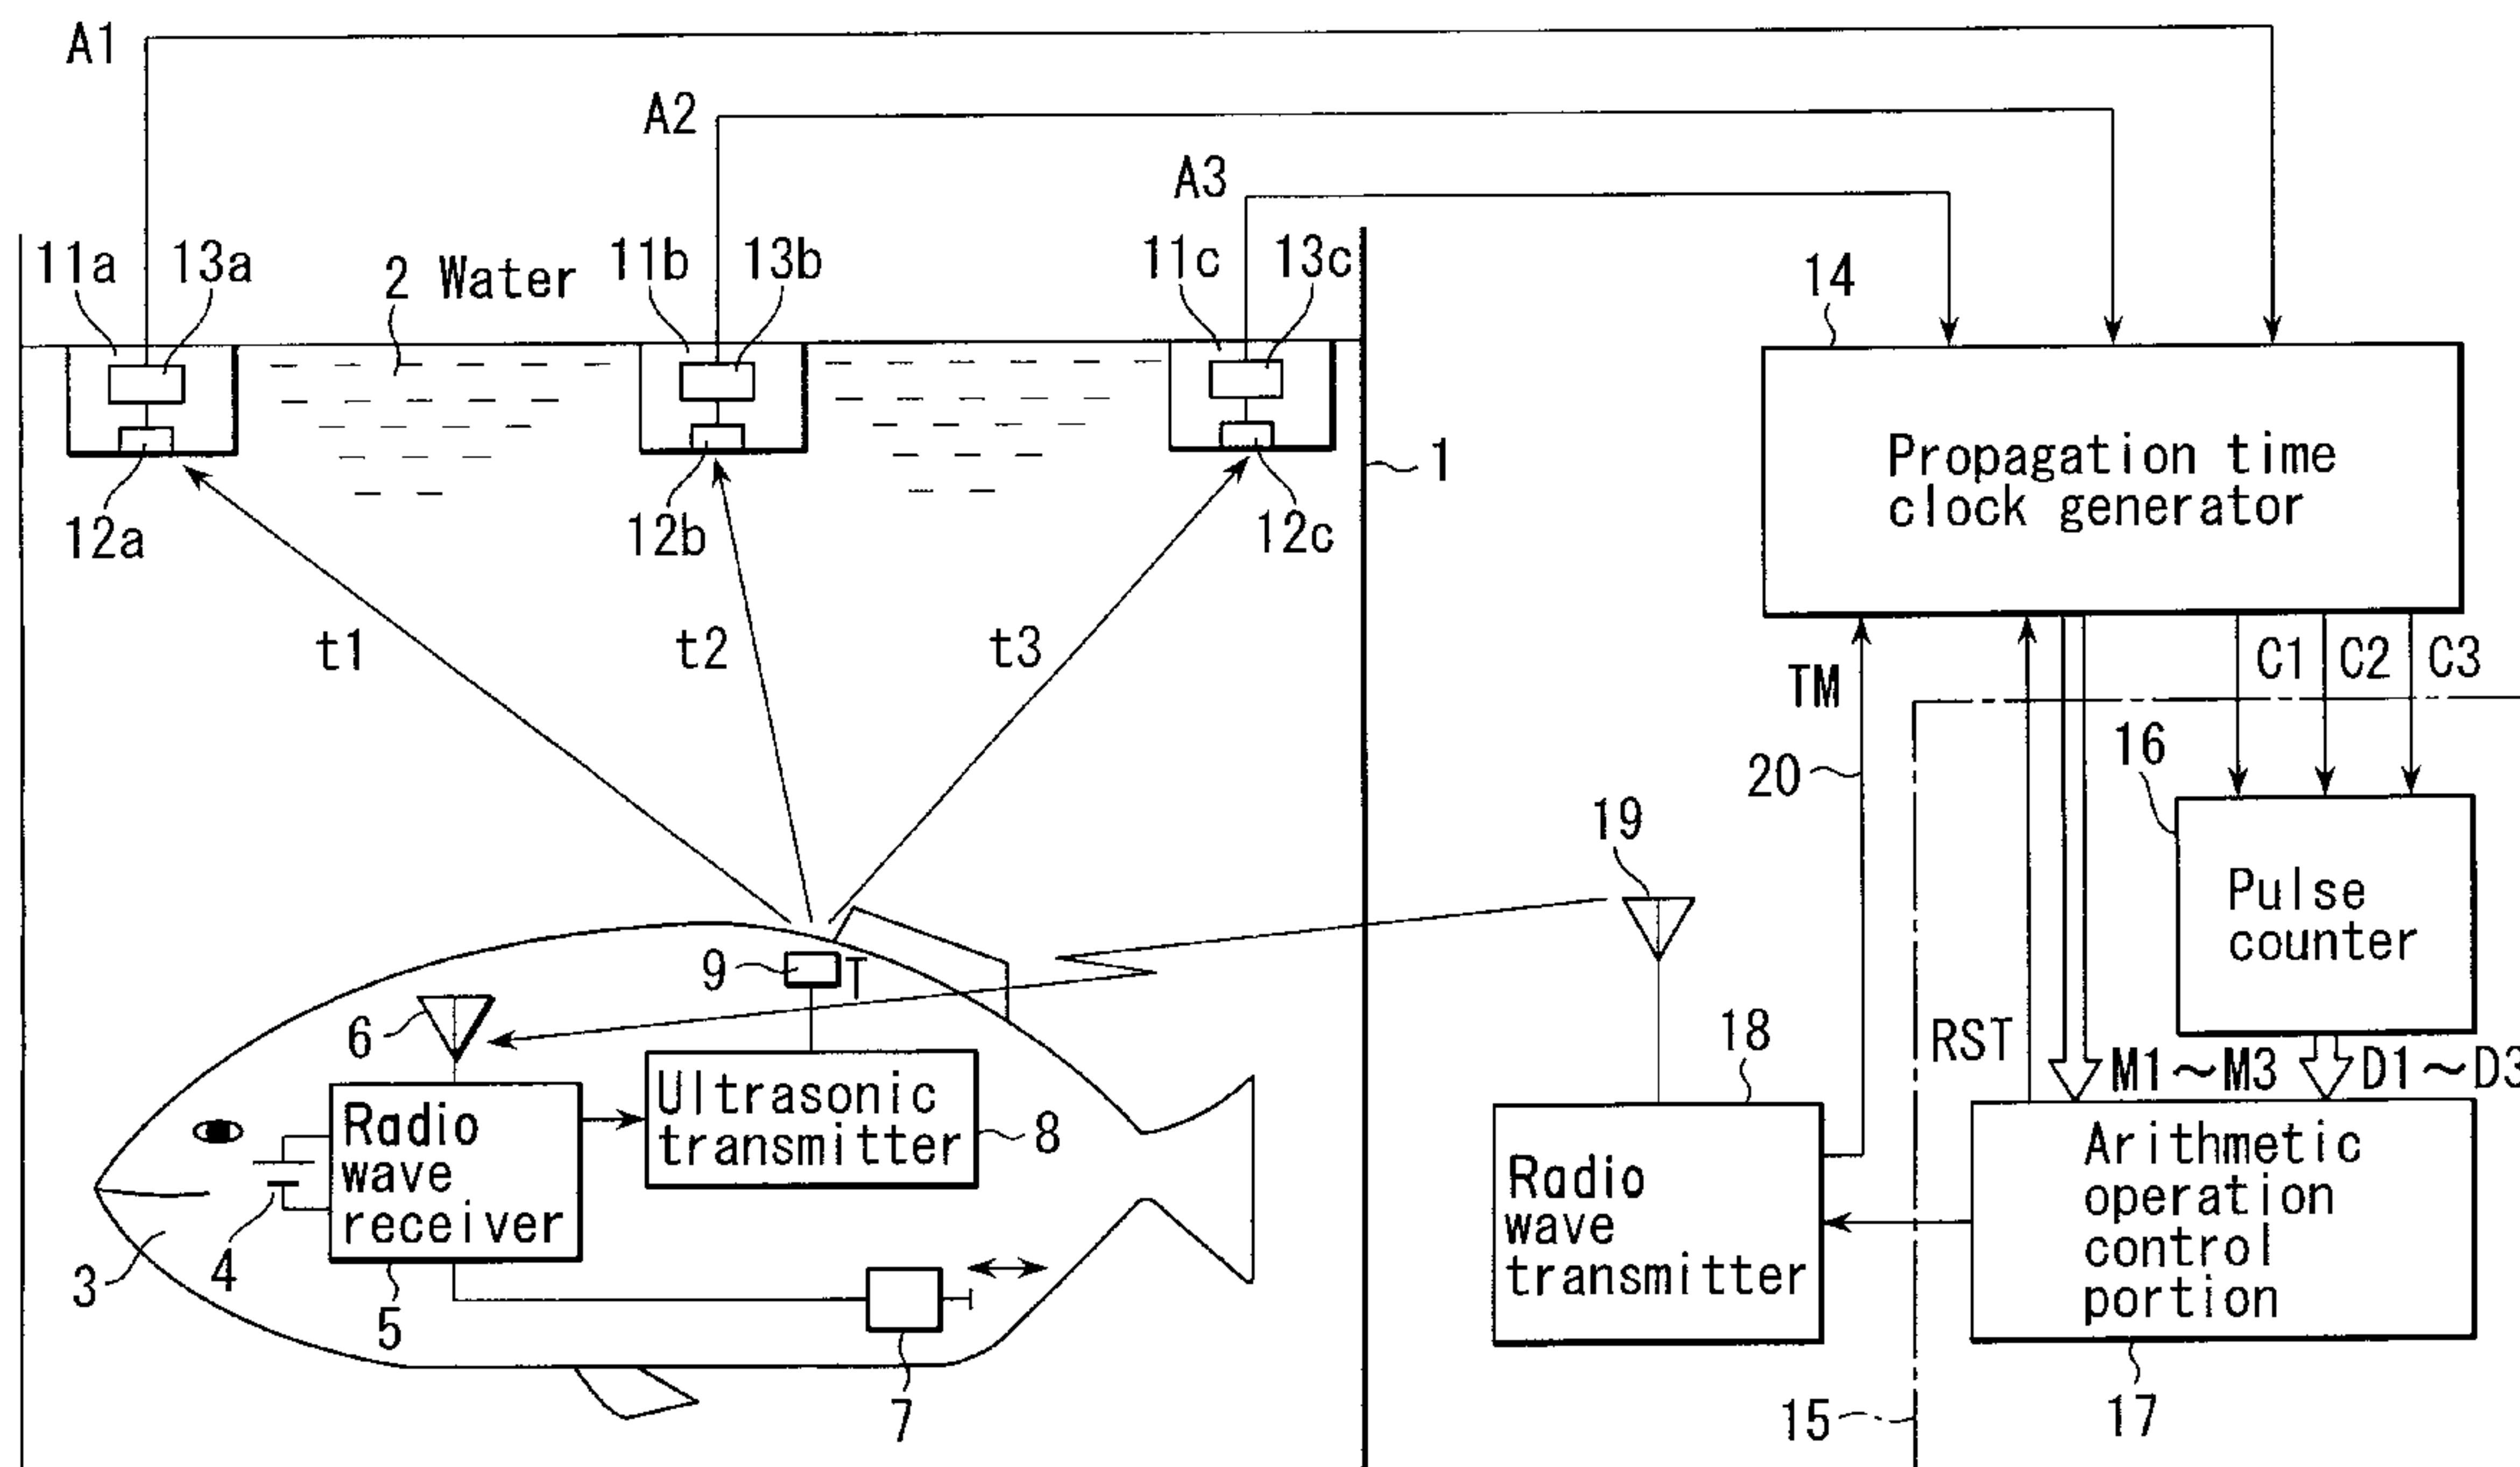 A1
A2
A3
11a
13a
2 Water
11b
13b
11c
13c
14
Propagation time
clock generator
12a
12b
12c
1
t1
t2
t3
TM
C1
C2
C3
20
16
19
Pulse
counter
9
T
6
RST
M1~M3
D1~D3
18
Radio
wave
receiver
Ultrasonic
transmitter
8
Radio
wave
transmitter
Arithmetic
operation
control
portion
3
4
5
7
15
17